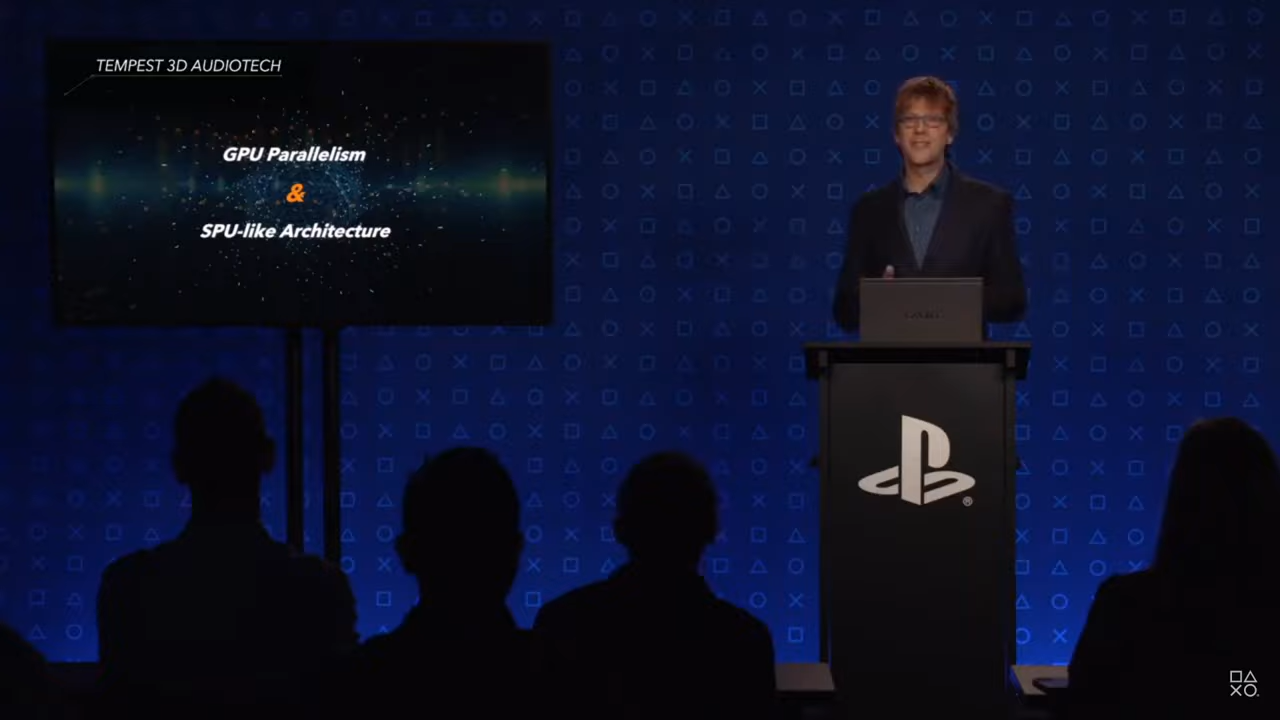 TEMPEST 3D AUDIOTECH
GPU Parallelism
&
SPU-like Architecture
®